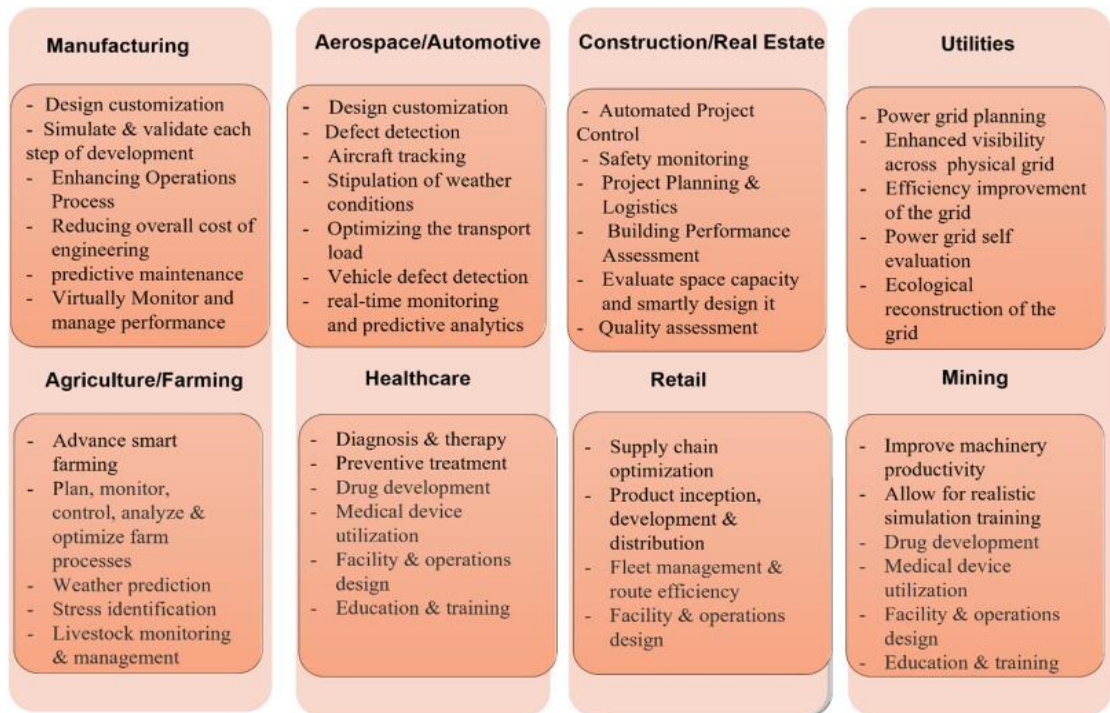 Manufacturing
- Design customization
- Simulate & validate each
step of development
- Enhancing Operations
Process
- Reducing overall cost of
engineering
- predictive maintenance
- Virtually Monitor and
manage performance
Aerospace/Automotive
- Design customization
- Defect detection
- Aircraft tracking
- Stipulation of weather
conditions
- Optimizing the transport
load
- Vehicle defect detection
- real-time monitoring
and predictive analytics
Construction/Real Estate
- Automated Project
Control
- Safety monitoring
- Project Planning &
Logistics
- Building Performance
Assessment
- Evaluate space capacity
and smartly design it
- Quality assessment
Utilities
- Power grid planning
- Enhanced visibility
across physical grid
- Efficiency improvement
of the grid
- Power grid self
evaluation
- Ecological
reconstruction of the
grid
Agriculture/Farming
- Advance smart
farming
- Plan, monitor,
control, analyze &
optimize farm
processes
- Weather prediction
- Stress identification
- Livestock monitoring
& management
Healthcare
- Diagnosis & therapy
- Preventive treatment
- Drug development
- Medical device
utilization
- Facility & operations
design
- Education & training
Retail
- Supply chain
optimization
- Product inception,
development &
distribution
- Fleet management &
route efficiency
- Facility & operations
design
Mining
- Improve machinery
productivity
- Allow for realistic
simulation training
- Drug development
- Medical device
utilization
- Facility & operations
design
- Education & training